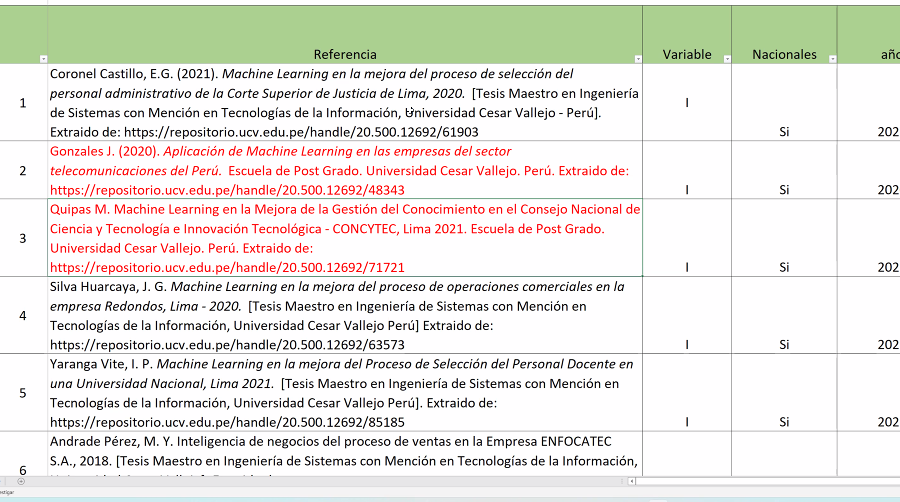 Referencia Variable Nacionales año
1
Coronel Castillo, E.G. (2021). Machine Learning en la mejora del proceso de selección del
personal administrativo de la Corte Superior de Justicia de Lima, 2020. [Tesis Maestro en Ingeniería
de Sistemas con Mención en Tecnologías de la Información, Universidad Cesar Vallejo - Perú].
Extraido de: https://repositorio.ucv.edu.pe/handle/20.500.12692/61903
I
Si
202
2
Gonzales J. (2020). Aplicación de Machine Learning en las empresas del sector
telecomunicaciones del Perú. Escuela de Post Grado. Universidad Cesar Vallejo. Perú. Extraido de:
https://repositorio.ucv.edu.pe/handle/20.500.12692/48343
I
Si
202
3
Quipas M. Machine Learning en la Mejora de la Gestión del Conocimiento en el Consejo Nacional de
Ciencia y Tecnología e Innovación Tecnológica - CONCYTEC, Lima 2021. Escuela de Post Grado.
Universidad Cesar Vallejo. Perú. Extraido de:
https://repositorio.ucv.edu.pe/handle/20.500.12692/71721
I
Si
202
4
Silva Huarcaya, J. G. Machine Learning en la mejora del proceso de operaciones comerciales en la
empresa Redondos, Lima - 2020. [Tesis Maestro en Ingeniería de Sistemas con Mención en
Tecnologías de la Información, Universidad Cesar Vallejo Perú] Extraido de:
https://repositorio.ucv.edu.pe/handle/20.500.12692/63573
I
Si
202
5
Yaranga Vite, I. P. Machine Learning en la mejora del Proceso de Selección del Personal Docente en
una Universidad Nacional, Lima 2021. [Tesis Maestro en Ingeniería de Sistemas con Mención en
Tecnologías de la Información, Universidad Cesar Vallejo Perú]. Extraido de:
https://repositorio.ucv.edu.pe/handle/20.500.12692/85185
I
Si
202
6
Andrade Pérez, M. Y. Inteligencia de negocios del proceso de ventas en la Empresa ENFOCATEC
S.A., 2018. [Tesis Maestro en Ingeniería de Sistemas con Mención en Tecnologías de la Información,